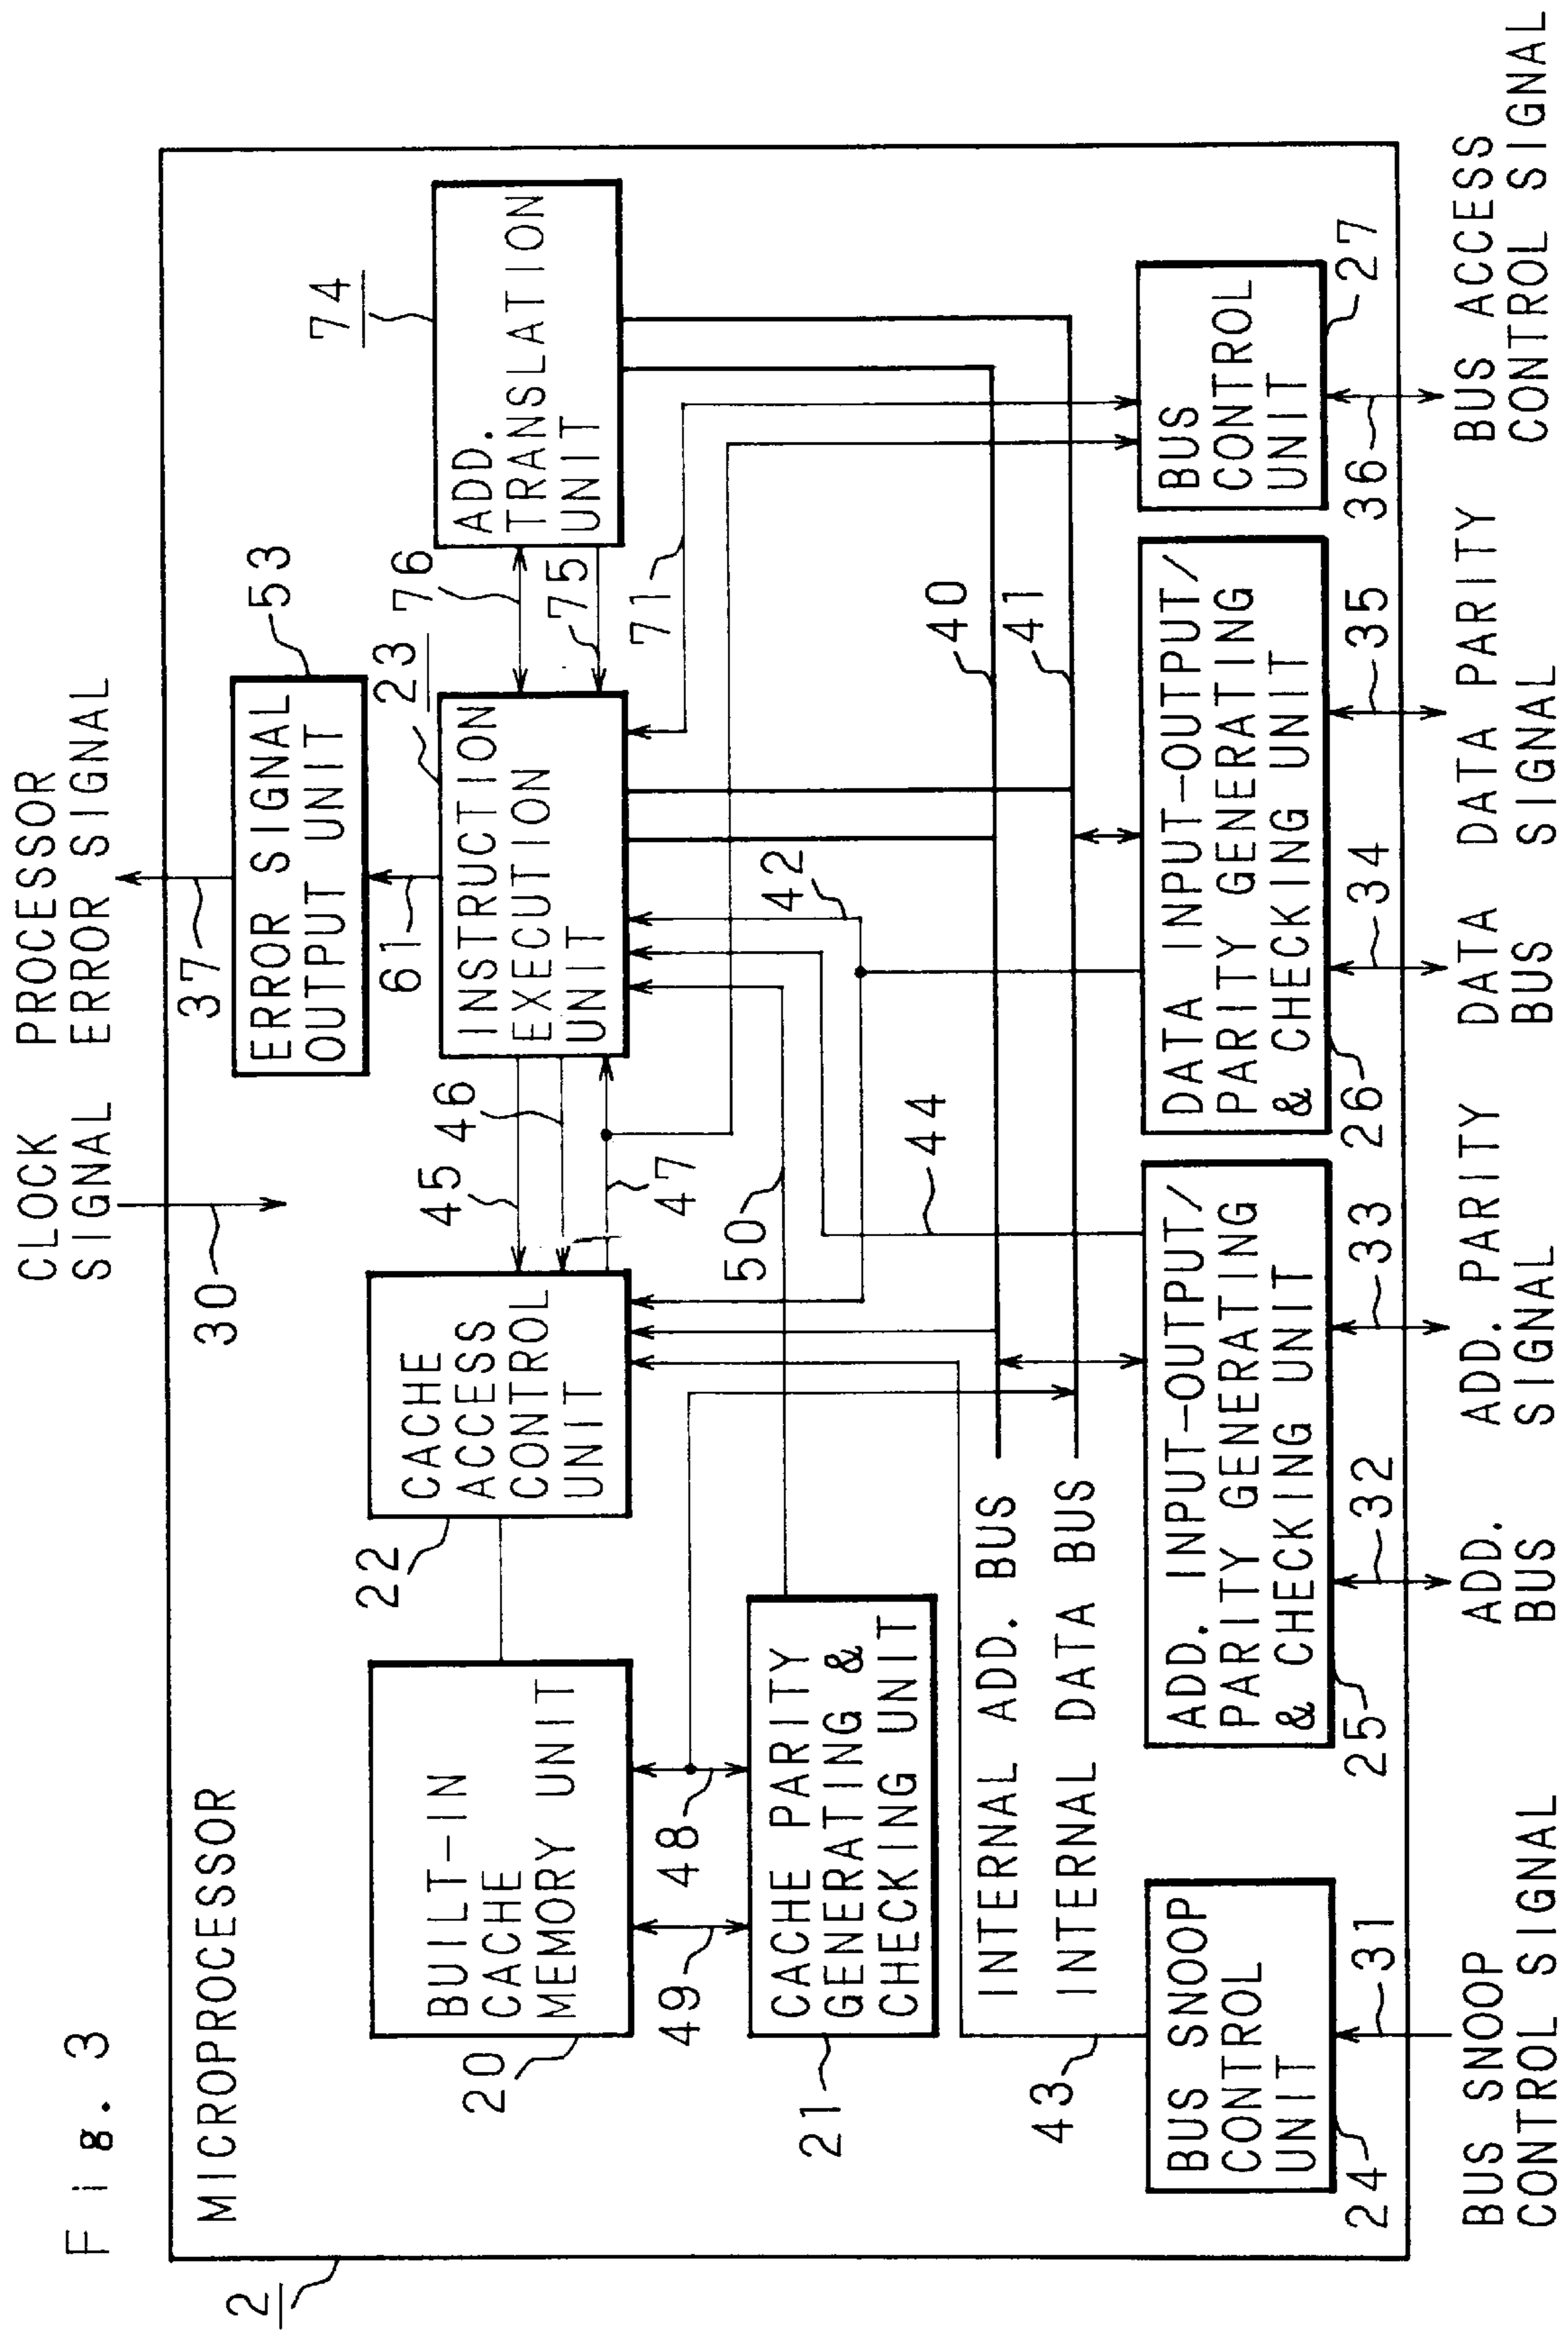 Fig. 3
2
MICROPROCESSOR
CLOCK
SIGNAL
30
PROCESSOR
ERROR SIGNAL
37
ERROR SIGNAL
OUTPUT UNIT
53
61
BUILT-IN
CACHE
MEMORY UNIT
20
CACHE
ACCESS
CONTROL
UNIT
22
45
46
47
INSTRUCTION
EXECUTION
UNIT
23
76
75
ADD.
TRANSLATION
UNIT
74
71
49
48
CACHE PARITY
GENERATING &
CHECKING UNIT
21
50
42
44
40
41
INTERNAL ADD. BUS
INTERNAL DATA BUS
43
BUS SNOOP
CONTROL
UNIT
24
ADD. INPUT-OUTPUT/
PARITY GENERATING
& CHECKING UNIT
25
DATA INPUT-OUTPUT/
PARITY GENERATING
& CHECKING UNIT
26
BUS
CONTROL
UNIT
27
31
32
33
34
35
36
BUS SNOOP
CONTROL SIGNAL
ADD.
BUS
ADD. PARITY
SIGNAL
DATA
BUS
DATA PARITY
SIGNAL
BUS ACCESS
CONTROL SIGNAL